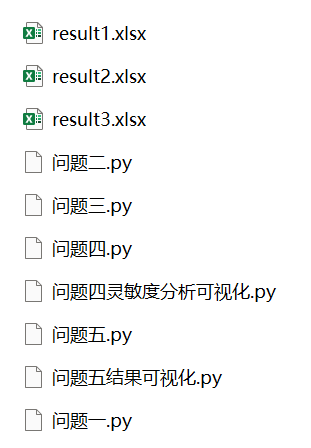 result1.xlsx
result2.xlsx
result3.xlsx
问题二.py
问题三.py
问题四.py
问题四灵敏度分析可视化.py
问题五.py
问题五结果可视化.py
问题一.py